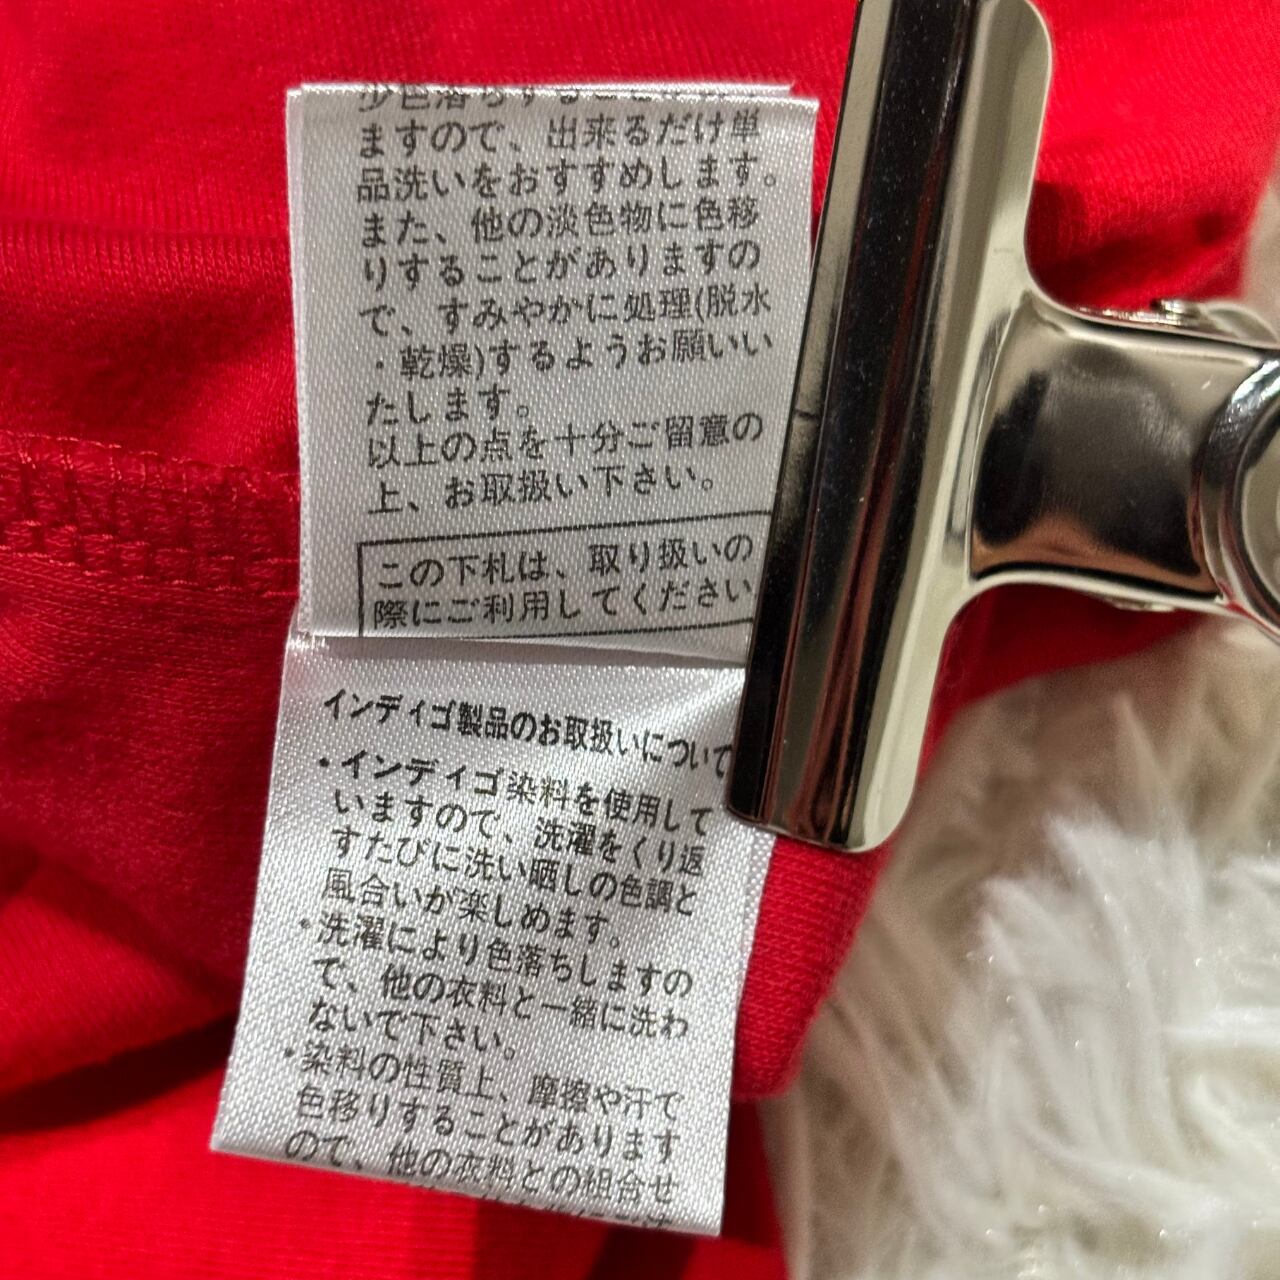 少色落ちすることが
ますので、出来るだけ単
品洗いをおすすめします。
また、他の淡色物に色移
りすることがありますの
で、すみやかに処理(脱水
・乾燥)するようお願いい
たします。
以上の点を十分ご留意の
上、お取扱い下さい。
この下札は、取り扱いの
際にご利用してください
インディゴ製品のお取扱いについて
・インディゴ染料を使用して
いますので、洗濯をくり返
すたびに洗い晒しの色調と
風合いが楽しめます。
・洗濯により色落ちしますの
で、他の衣料と一緒に洗わ
ないで下さい。
・染料の性質上、摩擦や汗で
色移りすることがあります
ので、他の衣料との組合せ